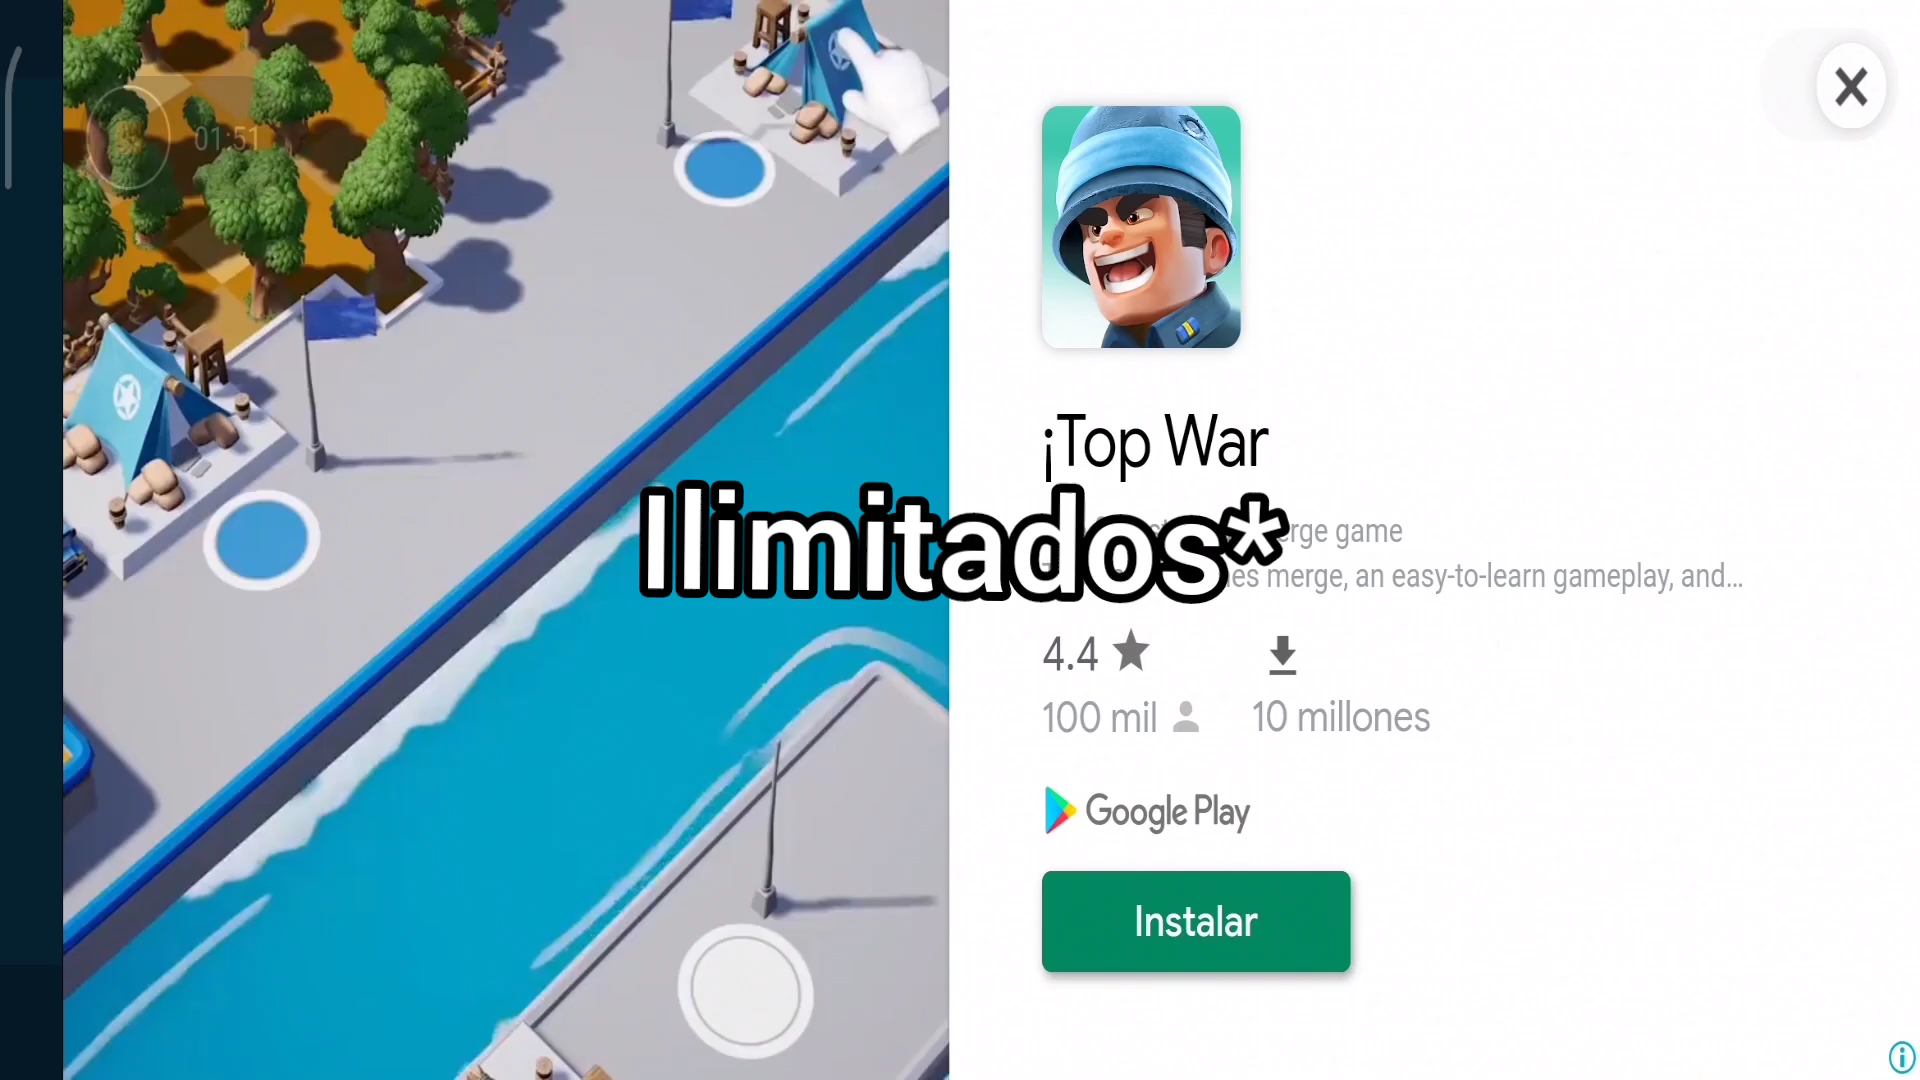 01:51
¡Top War
Ilimitados*
rge game
es merge, an easy-to-learn gameplay, and...
4.4
100 mil
10 millones
Google Play
Instalar